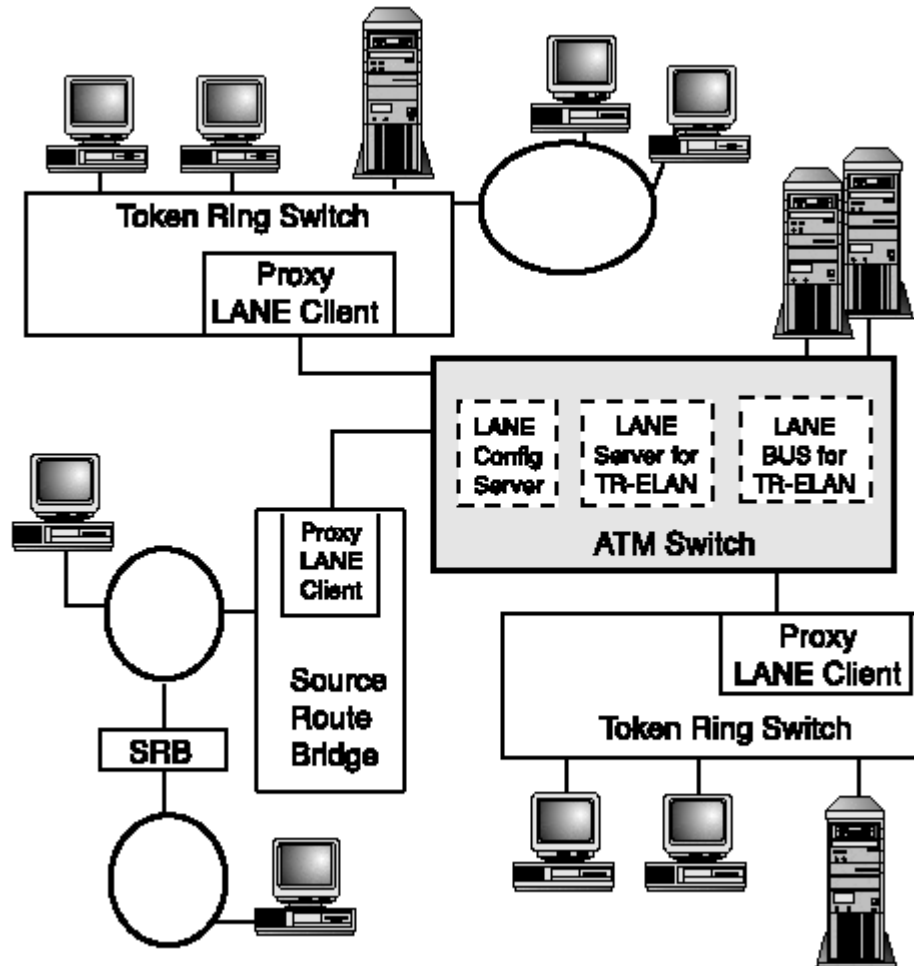 Token Ring Switch
Proxy
LANE Client
LANE
Config
Server
LANE
Server for
TR-ELAN
LANE
BUS for
TR-ELAN
ATM Switch
Proxy
LANE
Client
Source
Route
Bridge
SRB
Proxy
LANE Client
Token Ring Switch